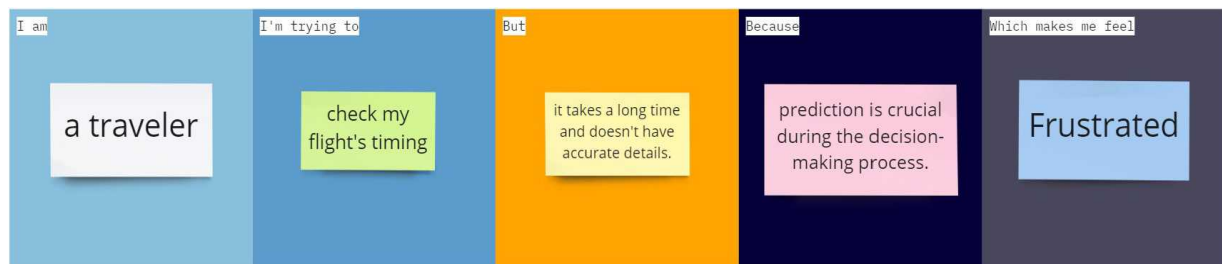 I am
a traveler
I'm trying to
check my
flight's timing
But
it takes a long time
and doesn't have
accurate details.
Because
prediction is crucial
during the decision-
making process.
Which makes me feel
Frustrated